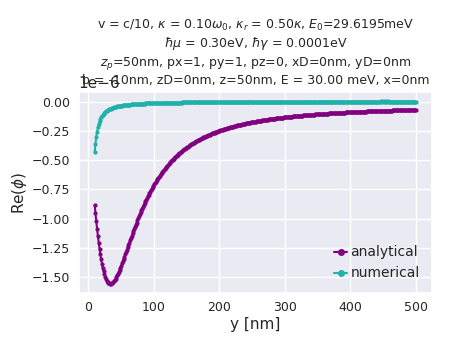 v = c/10, κ = 0.10ω₀, κᵣ = 0.50κ, E₀=29.6195meV
ℏμ = 0.30eV, ℏγ = 0.0001eV
zₚ=50nm, px=1, py=1, pz=0, xD=0nm, yD=0nm
= -10nm, zD=0nm, z=50nm, E = 30.00 meV, x=0nm
1e−6
0.00
−0.25
−0.50
−0.75
−1.00
−1.25
−1.50
Re(ϕ)
analytical
numerical
0 100 200 300 400 500
y [nm]